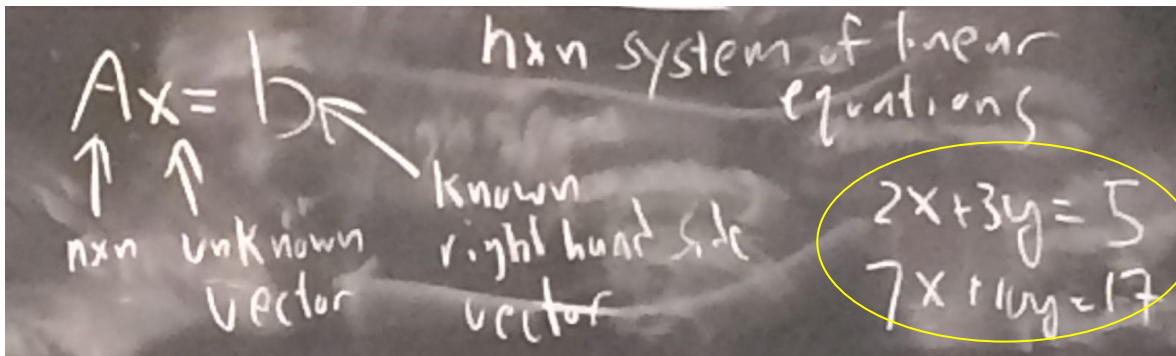 nxn system of linear
equations
Ax = b
nxn
unknown
vector
known
right hand side
vector
2x+3y = 5
7x+10y=17